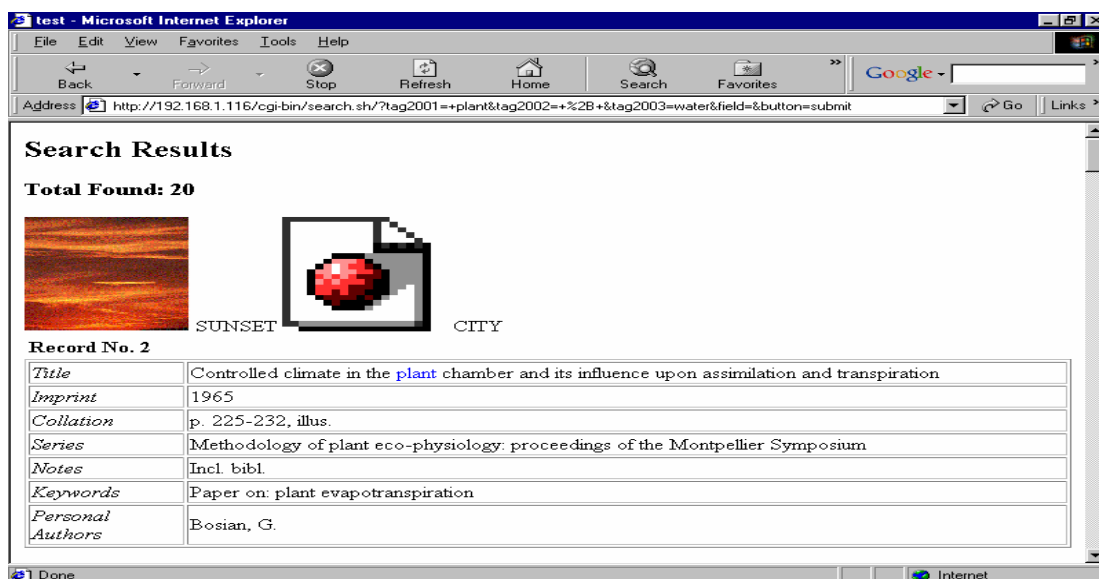 test - Microsoft Internet Explorer
File Edit View Favorites Tools Help
Back Forward Stop Refresh Home Search Favorites » Google
Address http://192.168.1.116/cgi-bin/search.sh/?tag2001=+plant&tag2002=+%2B+&tag2003=water&field=&button=submit Go Links »
Search Results
Total Found: 20
SUNSET CITY
Record No. 2
Title Controlled climate in the plant chamber and its influence upon assimilation and transpiration
Imprint 1965
Collation p. 225-232, illus.
Series Methodology of plant eco-physiology: proceedings of the Montpellier Symposium
Notes Incl. bibl.
Keywords Paper on: plant evapotranspiration
Personal
Authors Bosian, G.
Done Internet